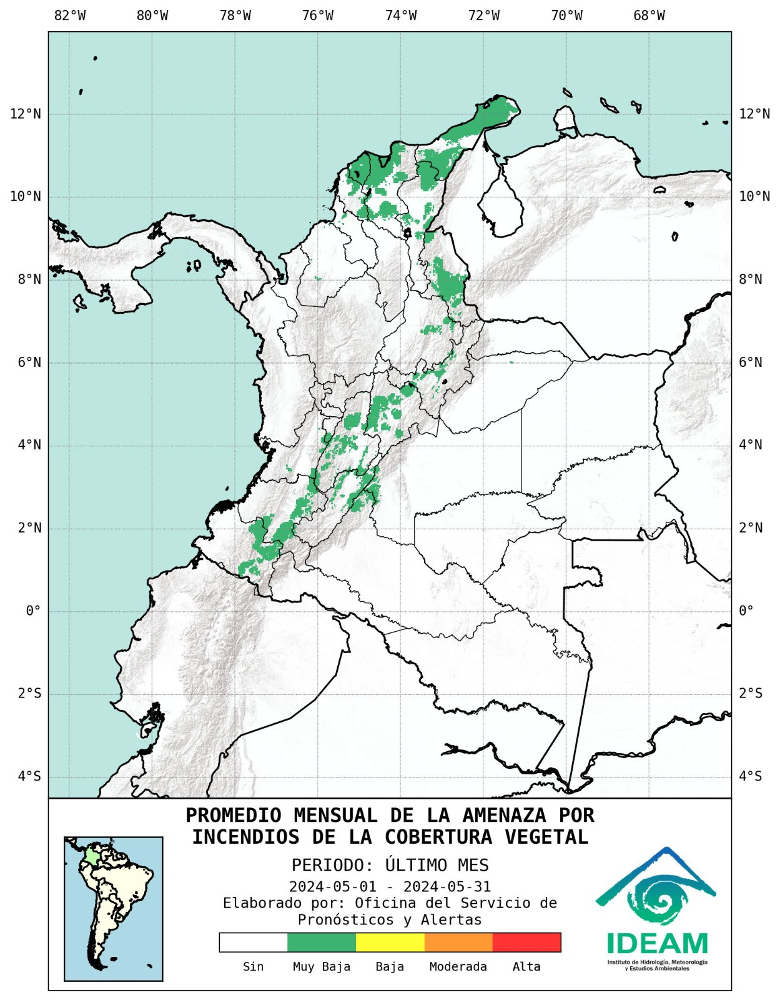 82°W 80°W 78°W 76°W 74°W 72°W 70°W 68°W
12°N 12°N
10°N 10°N
8°N 8°N
6°N 6°N
4°N 4°N
2°N 2°N
0° 0°
2°S 2°S
4°S 4°S
PROMEDIO MENSUAL DE LA AMENAZA POR
INCENDIOS DE LA COBERTURA VEGETAL
PERIODO: ÚLTIMO MES
2024-05-01 - 2024-05-31
Elaborado por: Oficina del Servicio de
Pronósticos y Alertas
Sin Muy Baja Baja Moderada Alta
IDEAM
Instituto de Hidrología, Meteorología
y Estudios Ambientales